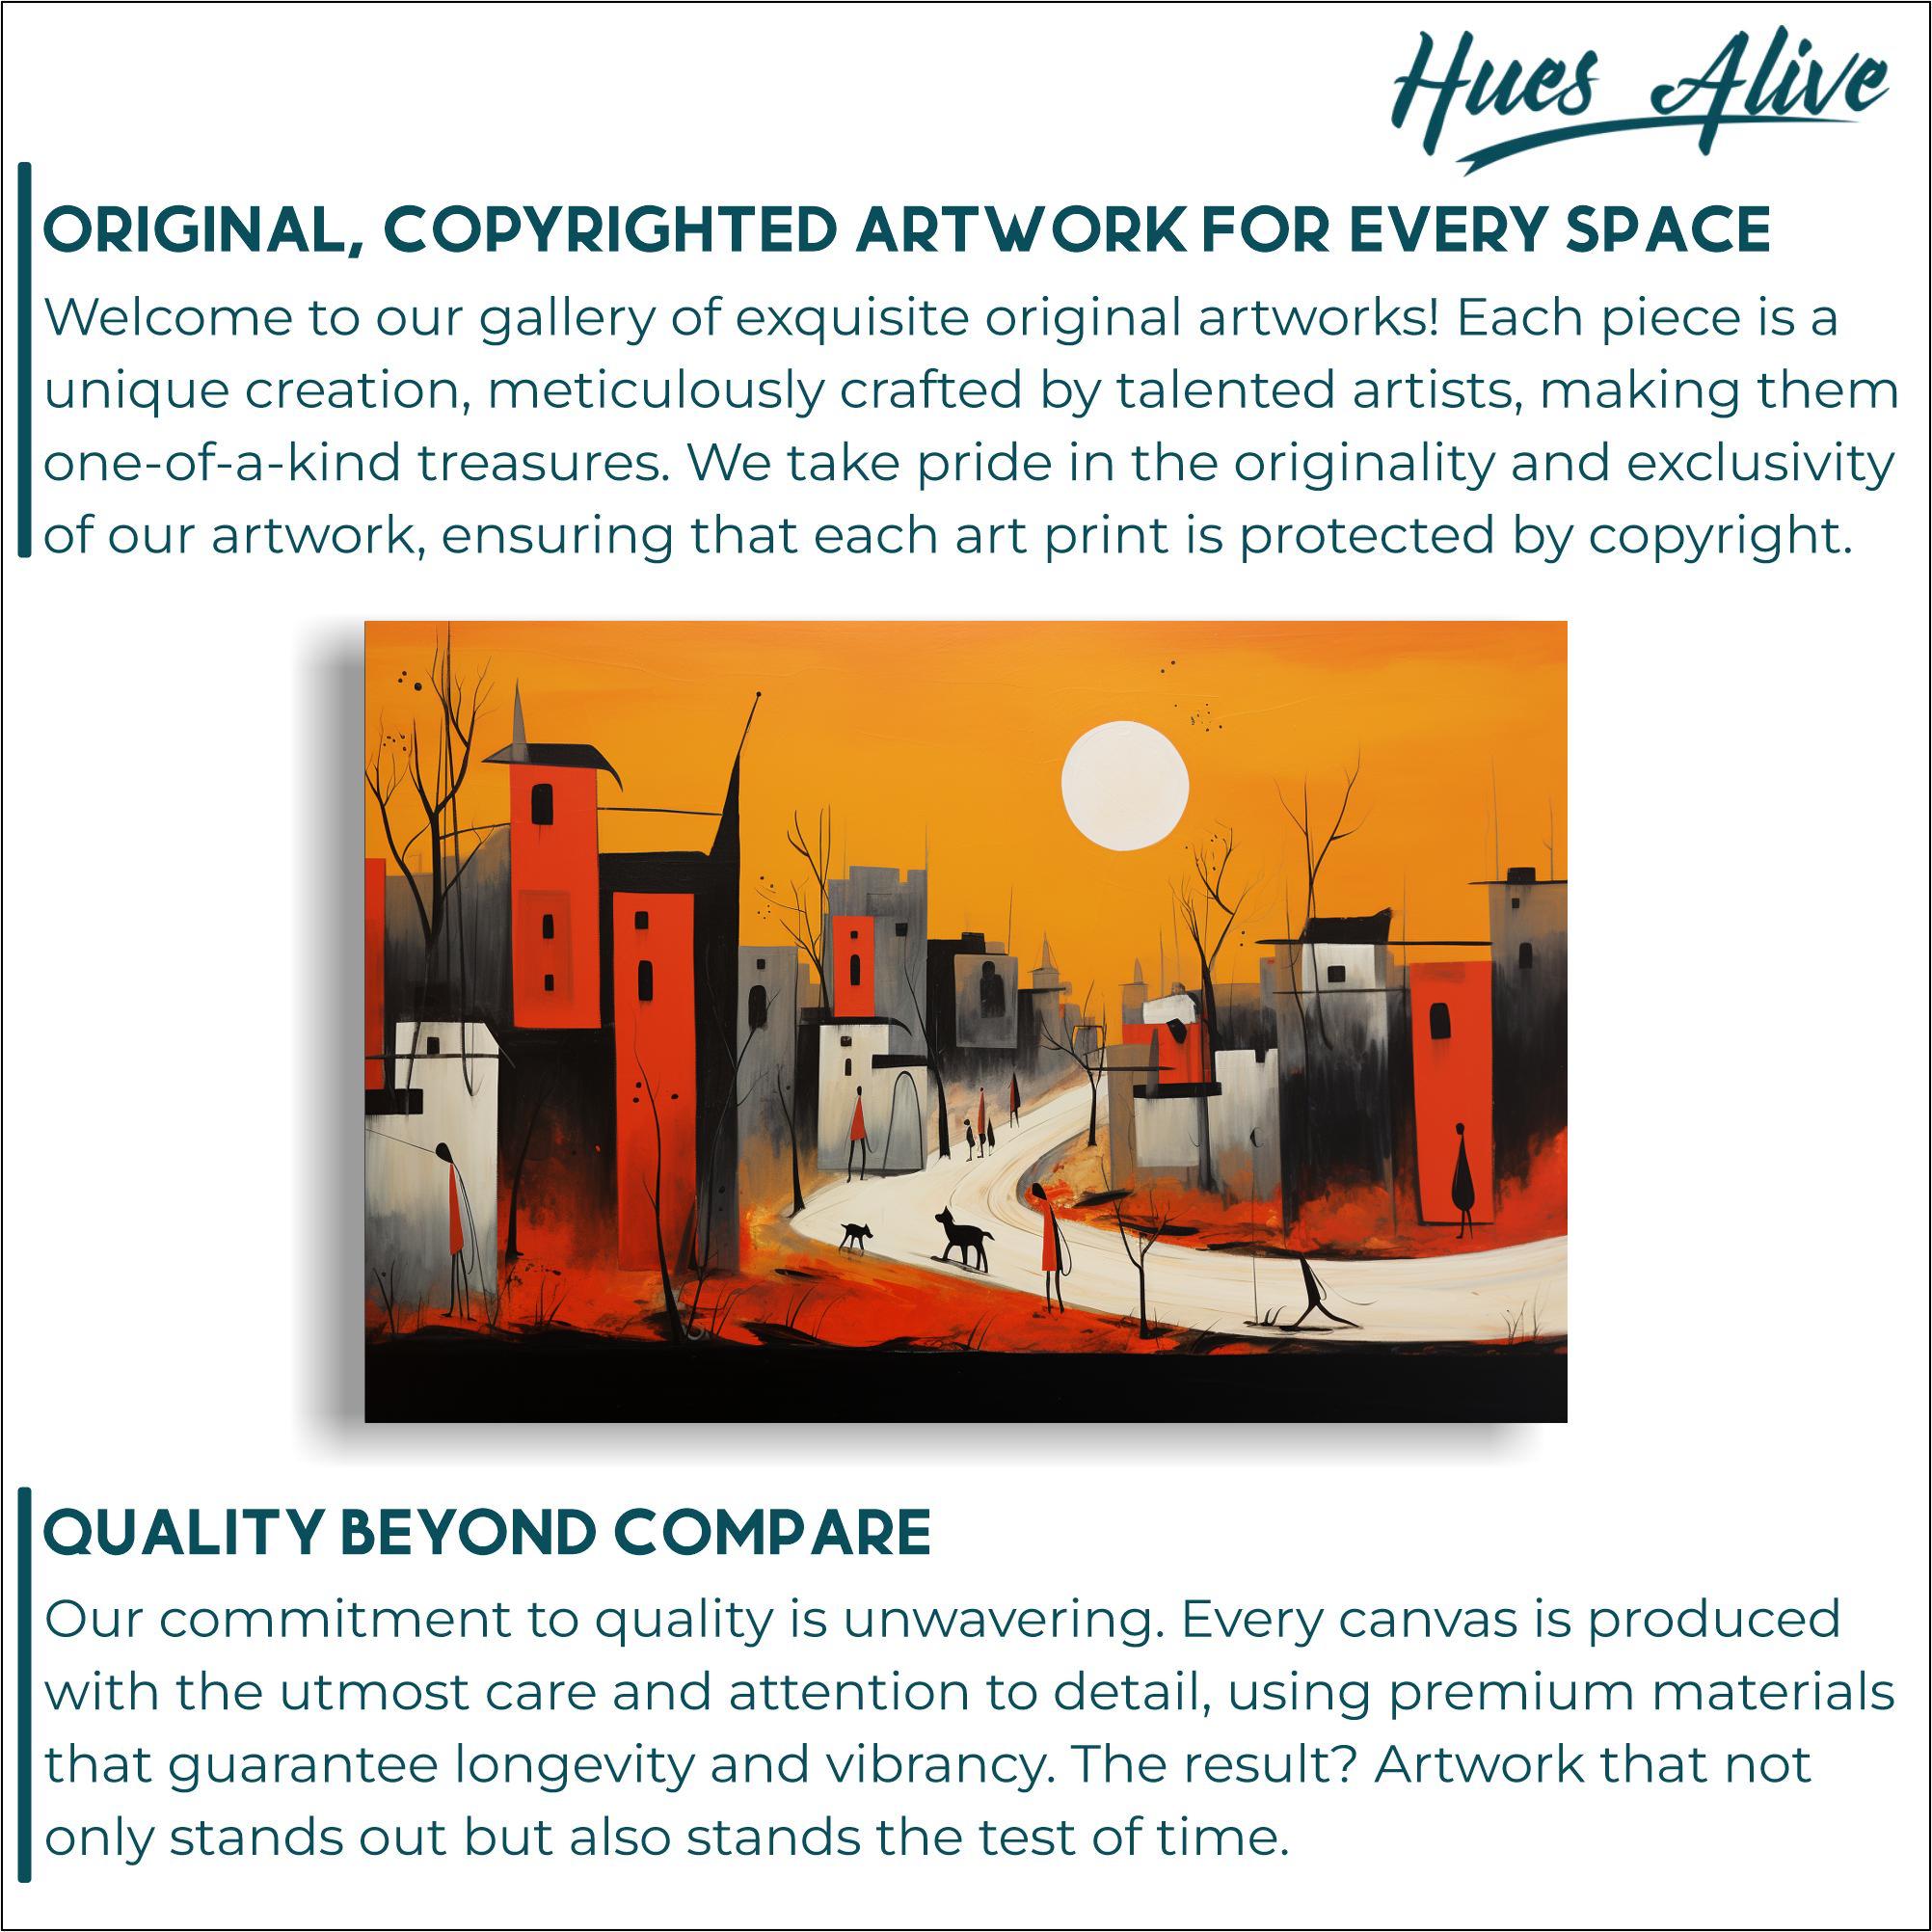 Hues Alive
ORIGINAL, COPYRIGHTED ARTWORK FOR EVERY SPACE
Welcome to our gallery of exquisite original artworks! Each piece is a
unique creation, meticulously crafted by talented artists, making them
one-of-a-kind treasures. We take pride in the originality and exclusivity
of our artwork, ensuring that each art print is protected by copyright.
QUALITY BEYOND COMPARE
Our commitment to quality is unwavering. Every canvas is produced
with the utmost care and attention to detail, using premium materials
that guarantee longevity and vibrancy. The result? Artwork that not
only stands out but also stands the test of time.